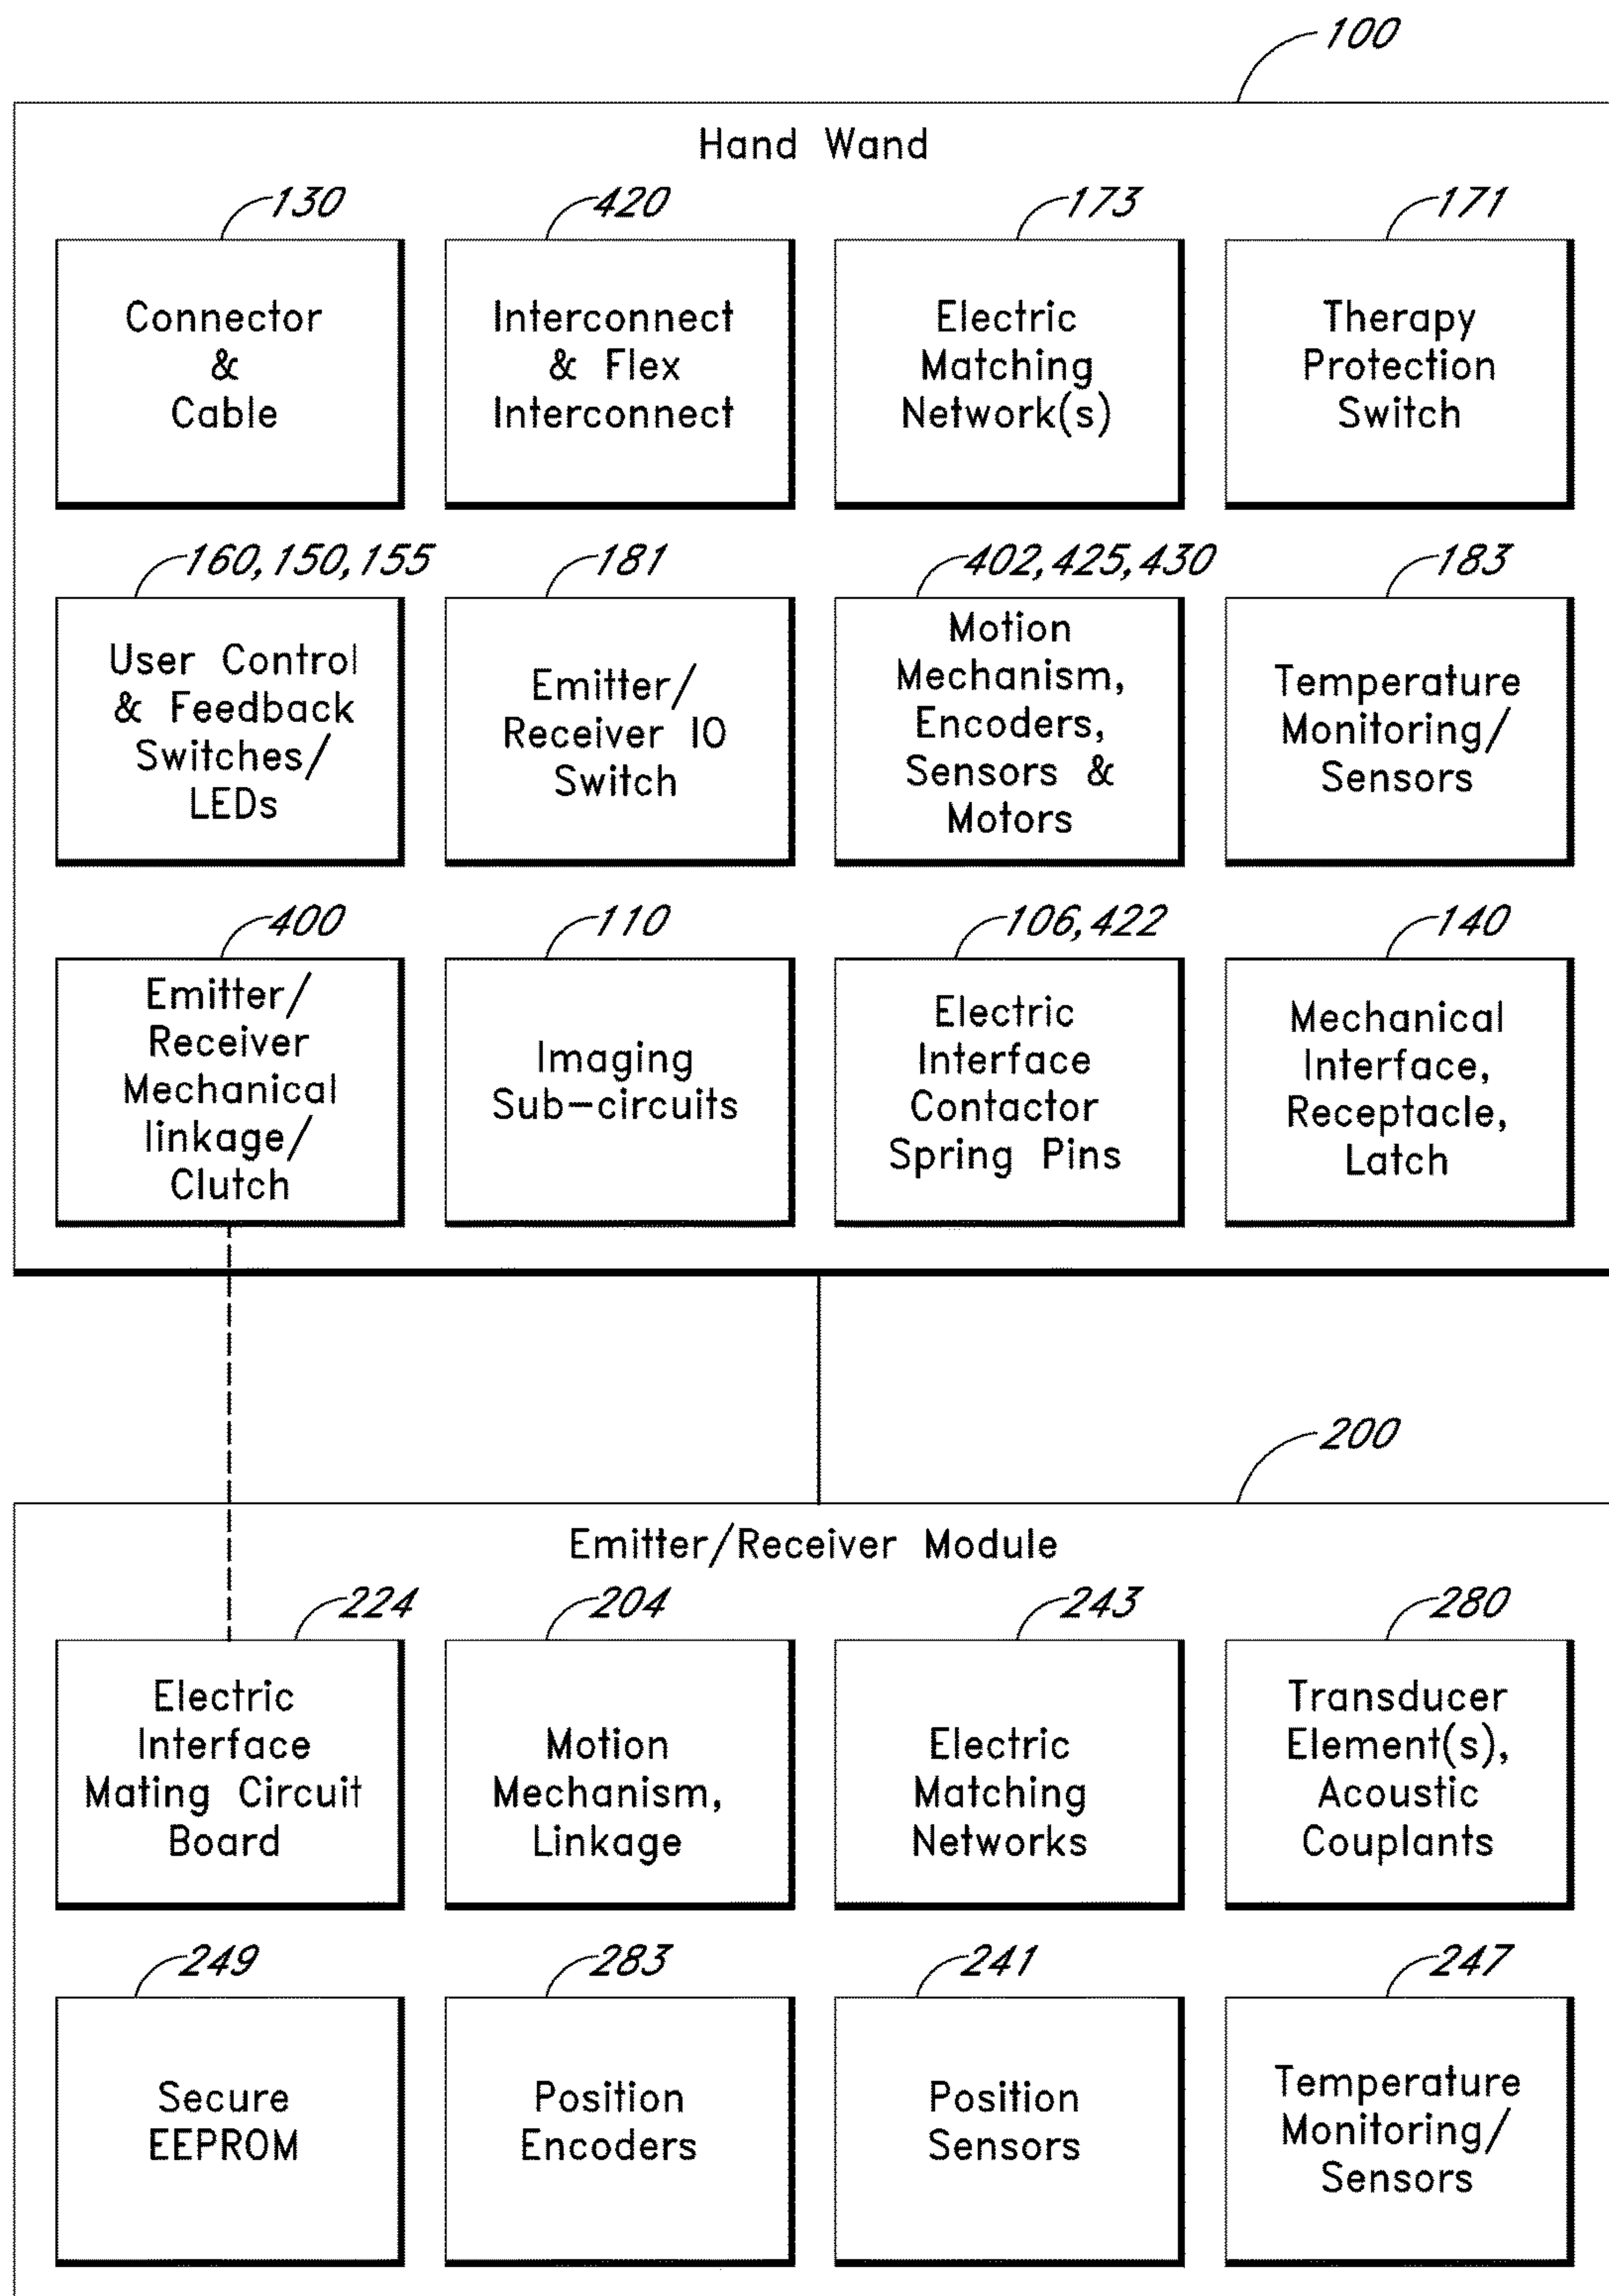 100
Hand Wand
130
420
173
171
Connector
&
Cable
Interconnect
& Flex
Interconnect
Electric
Matching
Network(s)
Therapy
Protection
Switch
160, 150, 155
181
402, 425, 430
183
User Control
& Feedback
Switches/
LEDs
Emitter/
Receiver IO
Switch
Motion
Mechanism,
Encoders,
Sensors &
Motors
Temperature
Monitoring/
Sensors
400
110
106, 422
140
Emitter/
Receiver
Mechanical
linkage/
Clutch
Imaging
Sub-circuits
Electric
Interface
Contactor
Spring Pins
Mechanical
Interface,
Receptacle,
Latch
200
Emitter/Receiver Module
224
204
243
280
Electric
Interface
Mating Circuit
Board
Motion
Mechanism,
Linkage
Electric
Matching
Networks
Transducer
Element(s),
Acoustic
Couplants
249
283
241
247
Secure
EEPROM
Position
Encoders
Position
Sensors
Temperature
Monitoring/
Sensors